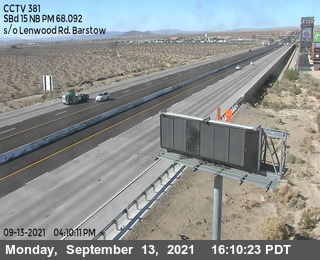 CCTV 381
SBd 15 NB PM 68.092
s/o Lenwood Rd. Barstow
09-13-2021 04:10:11 PM
Monday, September 13, 2021 16:10:23 PDT